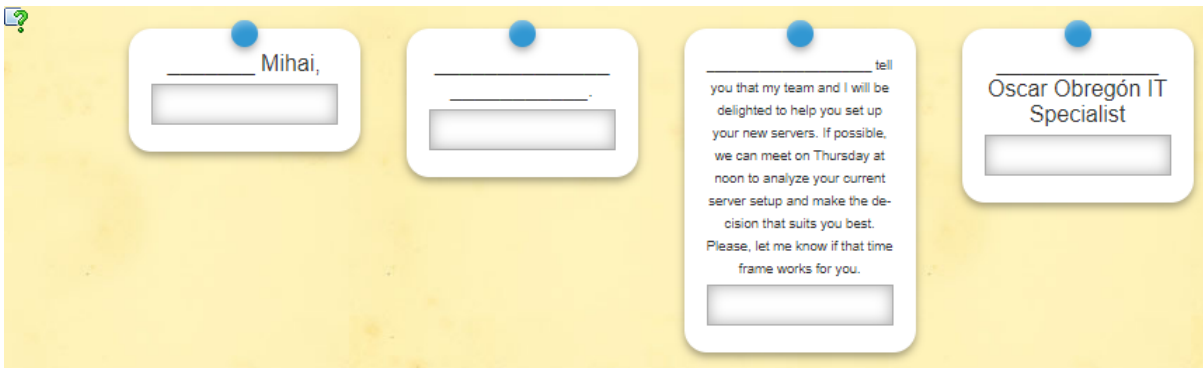 ________ Mihai,
________________
_____________.
______________________ tell
you that my team and I will be
delighted to help you set up
your new servers. If possible,
we can meet on Thursday at
noon to analyze your current
server setup and make the de-
cision that suits you best.
Please, let me know if that time
frame works for you.
_______________
Oscar Obregón IT
Specialist